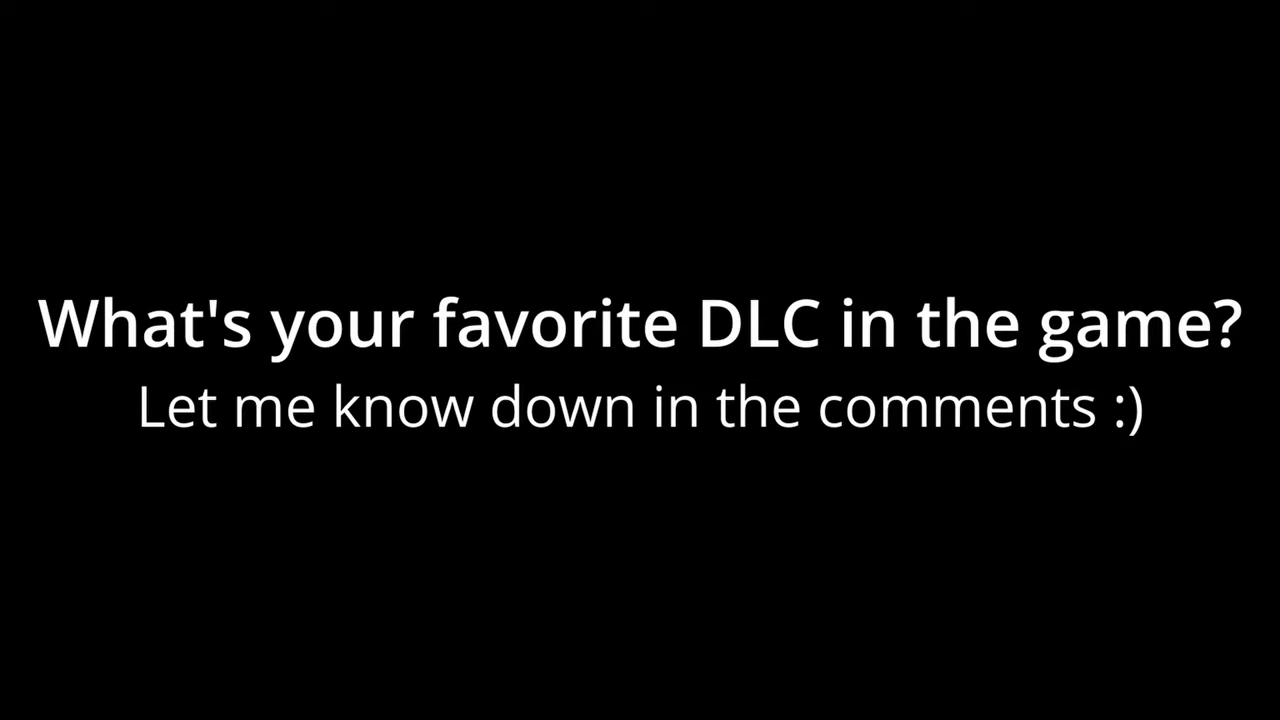 What's your favorite DLC in the game?
Let me know down in the comments :)